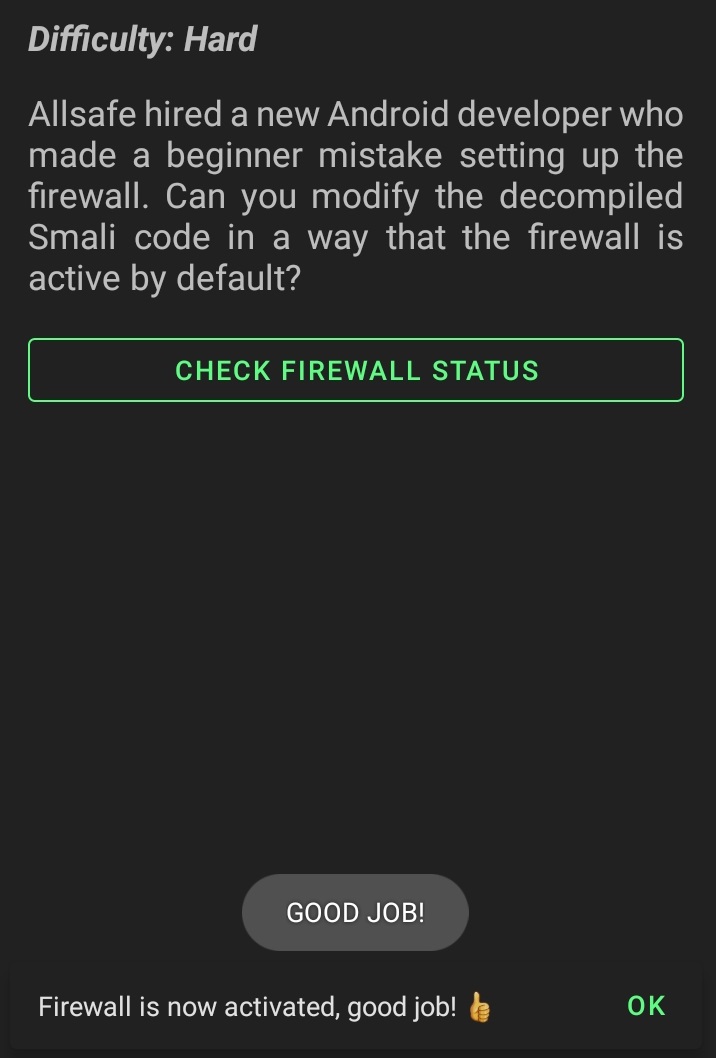 Difficulty: Hard
Allsafe hired a new Android developer who
made a beginner mistake setting up the
firewall. Can you modify the decompiled
Smali code in a way that the firewall is
active by default?
CHECK FIREWALL STATUS
GOOD JOB!
Firewall is now activated, good job! 👍 OK